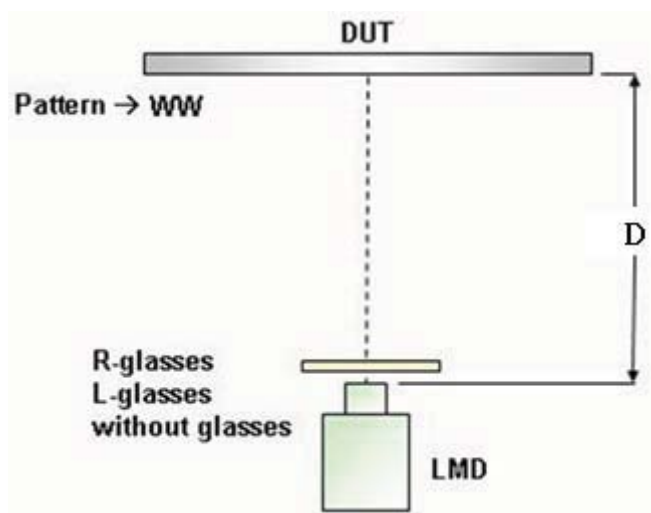 DUT
Pattern → WW
D
R-glasses
L-glasses
without glasses
LMD